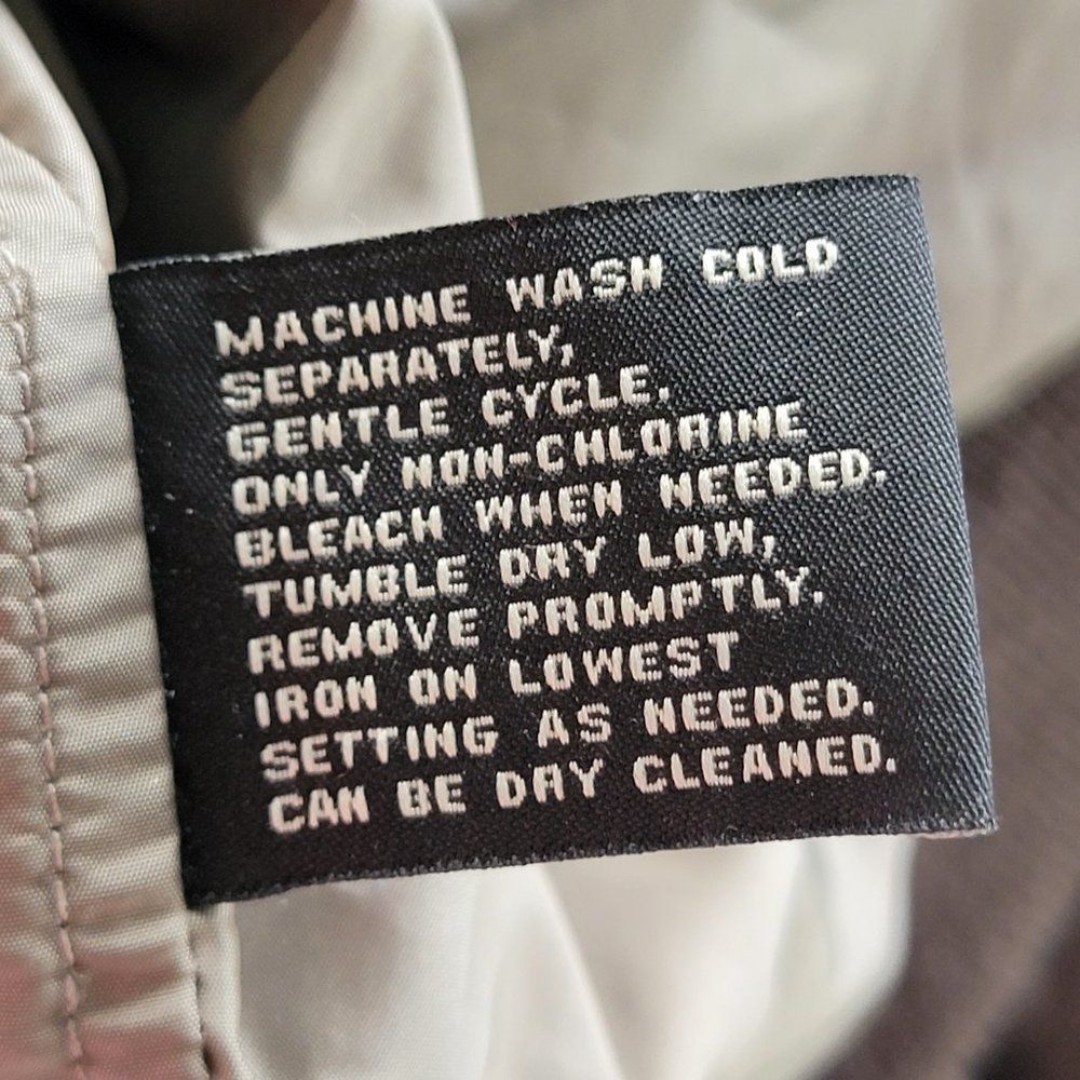 MACHINE WASH COLD
SEPARATELY,
GENTLE CYCLE.
ONLY NON-CHLORINE
BLEACH WHEN NEEDED.
TUMBLE DRY LOW,
REMOVE PROMPTLY.
IRON ON LOWEST
SETTING AS NEEDED.
CAN BE DRY CLEANED.